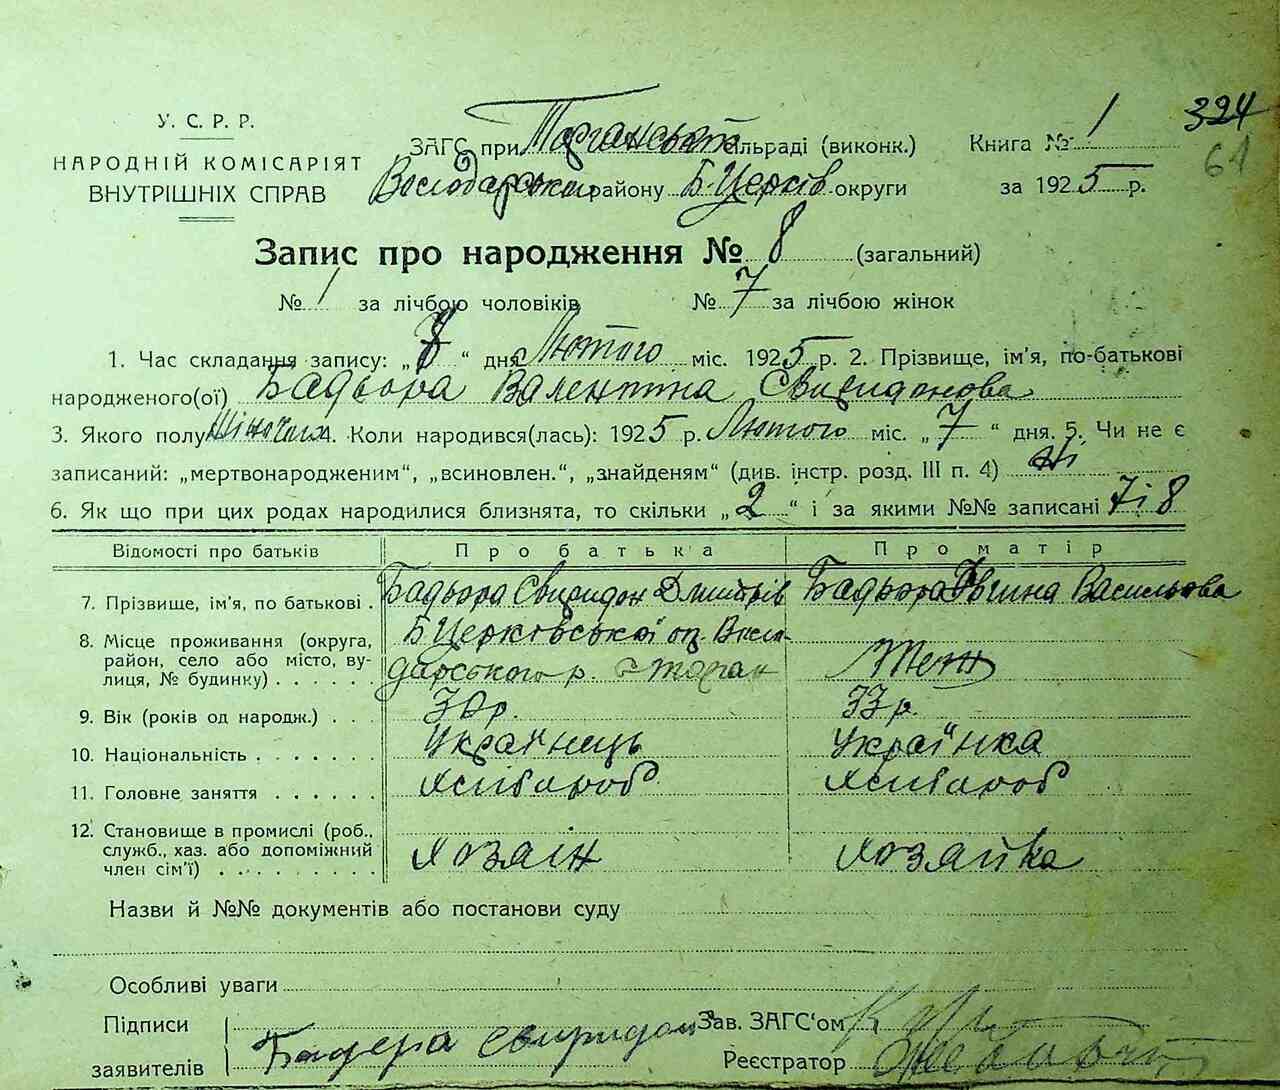 У. С. Р. Р.
НАРОДНІЙ КОМІСАРІЯТ
ВНУТРІШНІХ СПРАВ
ЗАГС при Торганській сільраді (виконк.)
Володарського району Б-Церків округи
Книга № 1
за 1925 р.
324
61
Запис про народження № 8 (загальний)
№ 1 за лічбою чоловіків № 7 за лічбою жінок
1. Час складання запису: „ 8 “ дня Лютого міс. 1925 р. 2. Прізвище, ім'я, по-батькові
народженого(ої) Бадьора Валентина Свиридонова
3. Якого полу Жіночого 4. Коли народився(лась): 1925 р. Лютого міс. „ 7 “ дня. 5. Чи не є
записаний: „мертвонародженим“, „всиновлен.“, „знайденям“ (див. інстр. розд. III п. 4) Ні
6. Як що при цих родах народилися близнята, то скільки „ 2 “ і за якими №№ записані 7 і 8
Відомості про батьків Про батька Про матір
7. Прізвище, ім'я, по батькові . Бадьора Свиридон Дмитрів Бадьора Євгина Васильова
8. Місце проживання (округа, район, село або місто, вулиця, № будинку) . . . . . Б Церківської оп. Володарського р. с Торган Теж
9. Вік (років од народж.) . . . 30 р. 33 р.
10. Національність . . . . . . . Українець Українка
11. Головне заняття . . . . . . Хлібороб Хлібороб
12. Становище в промислі (роб., служб., хаз. або допоміжний член сім'ї) . . . . . . . . . Хозаін Хозайка
Назви й №№ документів або постанови суду
Особливі уваги
Підписи
заявителів Бадера Свиридон
Зав. ЗАГС'ом
Реєстратор